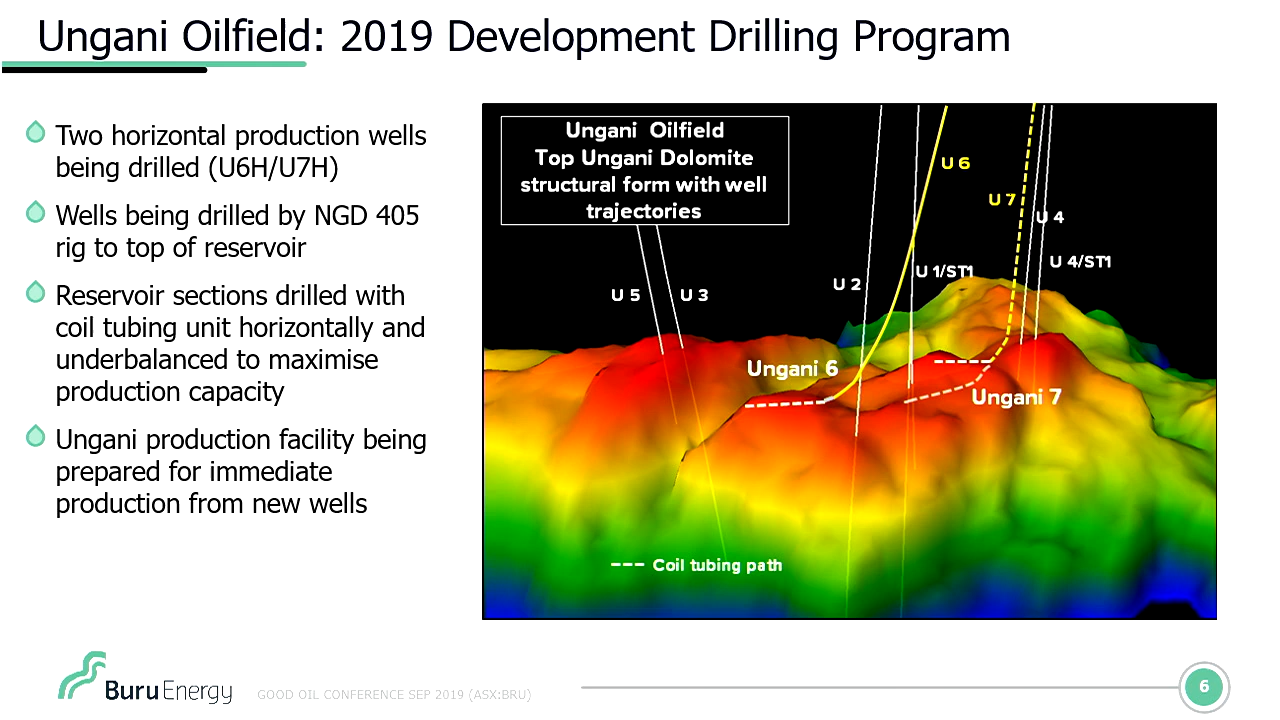 Ungani Oilfield: 2019 Development Drilling Program
Two horizontal production wells
being drilled (U6H/U7H)
Wells being drilled by NGD 405
rig to top of reservoir
Reservoir sections drilled with
coil tubing unit horizontally and
underbalanced to maximise
production capacity
Ungani production facility being
prepared for immediate
production from new wells
Ungani Oilfield
Top Ungani Dolomite
structural form with well
trajectories
U 6
U 7
U 4
U 4/ST1
U 1/ST1
U 2
U 5
U 3
Ungani 6
Ungani 7
Coil tubing path
Buru Energy
GOOD OIL CONFERENCE SEP 2019 (ASX:BRU)
6